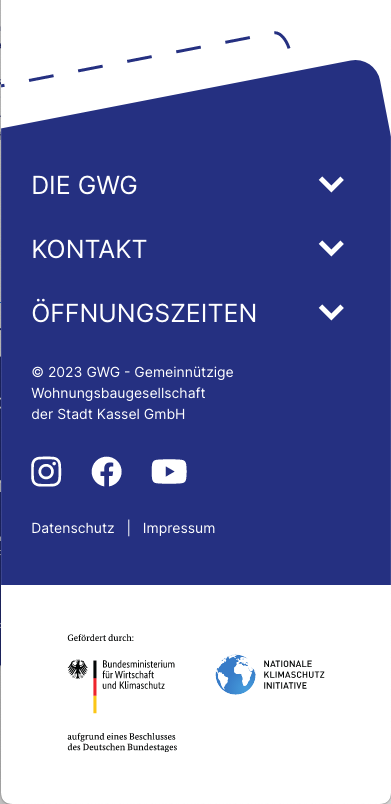 DIE GWG
KONTAKT
ÖFFNUNGSZEITEN
© 2023 GWG - Gemeinnützige
Wohnungsbaugesellschaft
der Stadt Kassel GmbH
Datenschutz | Impressum
Gefördert durch:
Bundesministerium
für Wirtschaft
und Klimaschutz
NATIONALE
KLIMASCHUTZ
INITIATIVE
aufgrund eines Beschlusses
des Deutschen Bundestages